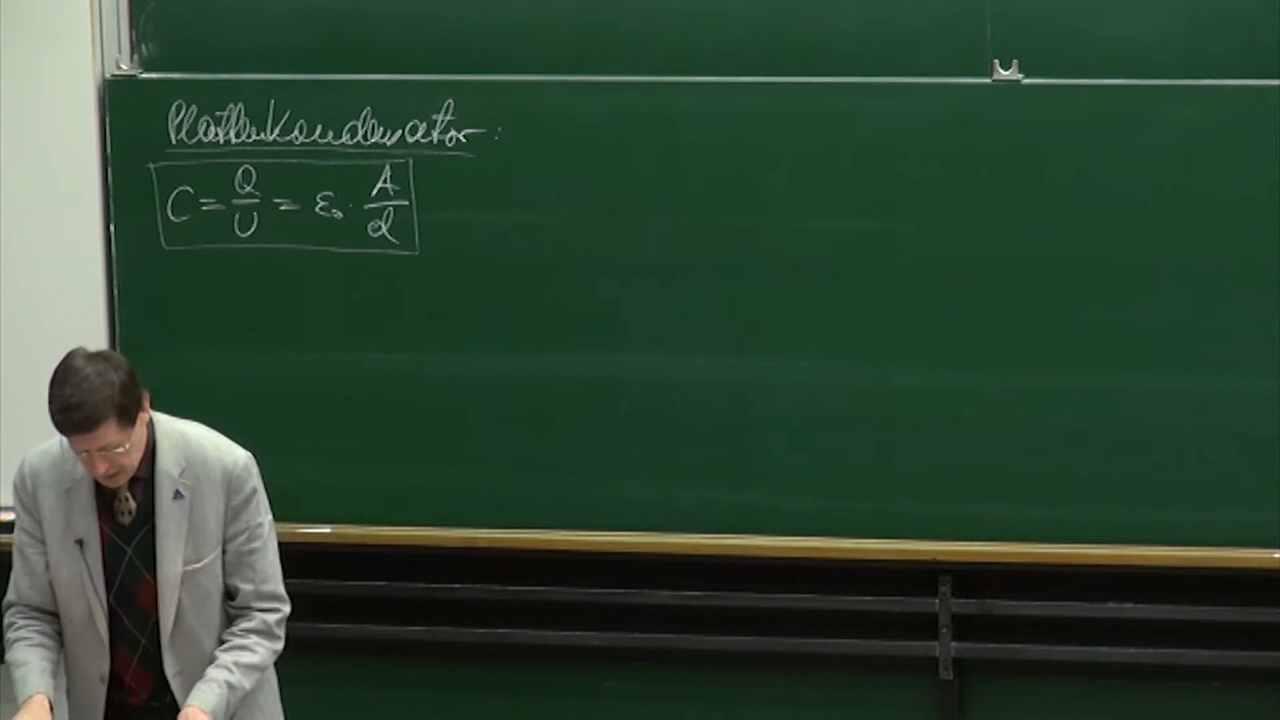 Plattenkondensator:
C = Q/U = ε₀ · A/d